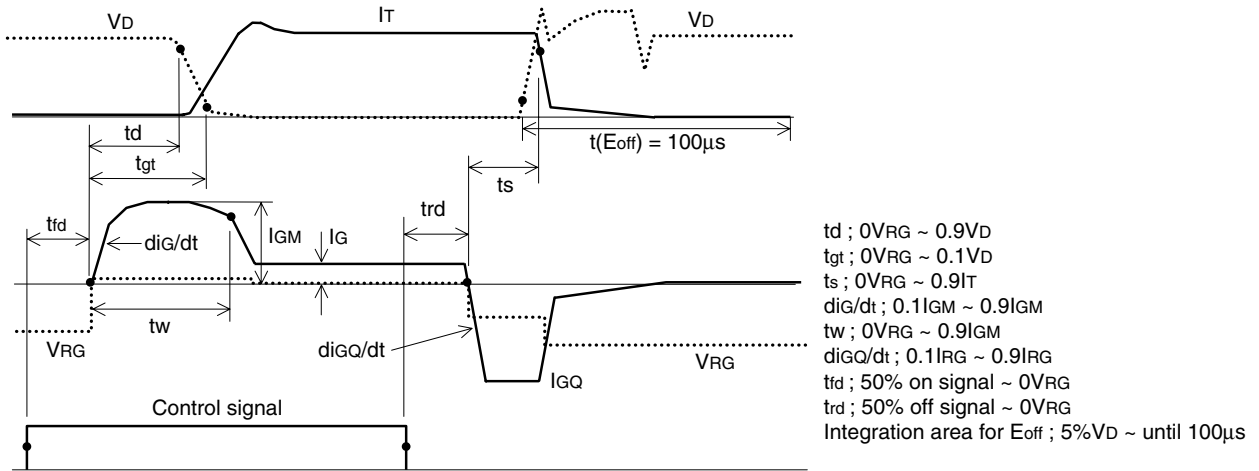 VD
IT
VD
td
tgt
t(Eoff) = 100μs
ts
tfd
diG/dt
IGM
IG
trd
tw
VRG
diGQ/dt
IGQ
VRG
Control signal
td ; 0VRG ~ 0.9VD
tgt ; 0VRG ~ 0.1VD
ts ; 0VRG ~ 0.9IT
diG/dt ; 0.1IGM ~ 0.9IGM
tw ; 0VRG ~ 0.9IGM
diGQ/dt ; 0.1IRG ~ 0.9IRG
tfd ; 50% on signal ~ 0VRG
trd ; 50% off signal ~ 0VRG
Integration area for Eoff ; 5%VD ~ until 100μs